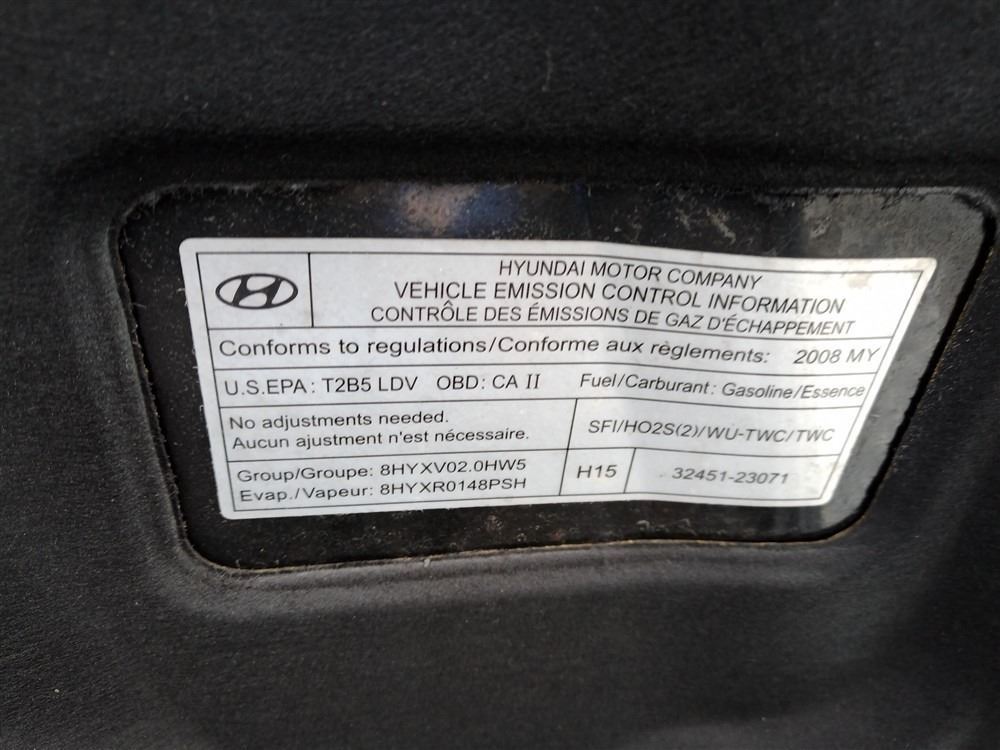 HYUNDAI MOTOR COMPANY
VEHICLE EMISSION CONTROL INFORMATION
CONTRÔLE DES ÉMISSIONS DE GAZ D'ÉCHAPPEMENT
Conforms to regulations/Conforme aux règlements: 2008 MY
U.S.EPA: T2B5 LDV OBD: CA II Fuel/Carburant: Gasoline/Essence
No adjustments needed.
Aucun ajustment n'est nécessaire.
SFI/HO2S(2)/WU-TWC/TWC
Group/Groupe: 8HYXV02.0HW5
Evap./Vapeur: 8HYXR0148PSH
H15
32451-23071